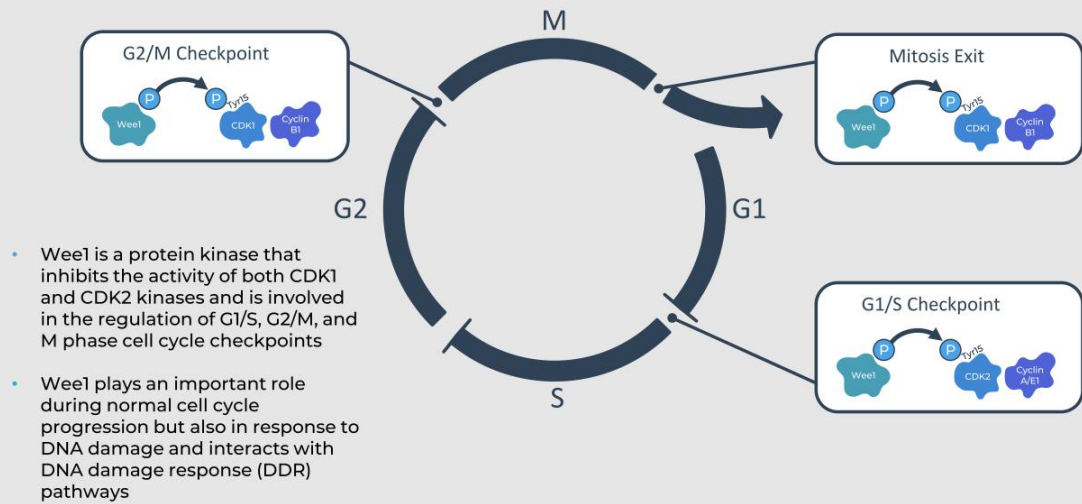 M
G2/M Checkpoint
P
P
Tyr15
Wee1
CDK1
Cyclin
B1
Mitosis Exit
P
P
Tyr15
Wee1
CDK1
Cyclin
B1
G2
G1
• Wee1 is a protein kinase that
inhibits the activity of both CDK1
and CDK2 kinases and is involved
in the regulation of G1/S, G2/M, and
M phase cell cycle checkpoints
• Wee1 plays an important role
during normal cell cycle
progression but also in response to
DNA damage and interacts with
DNA damage response (DDR)
pathways
G1/S Checkpoint
P
P
Tyr15
Wee1
CDK2
Cyclin
A/E1
S